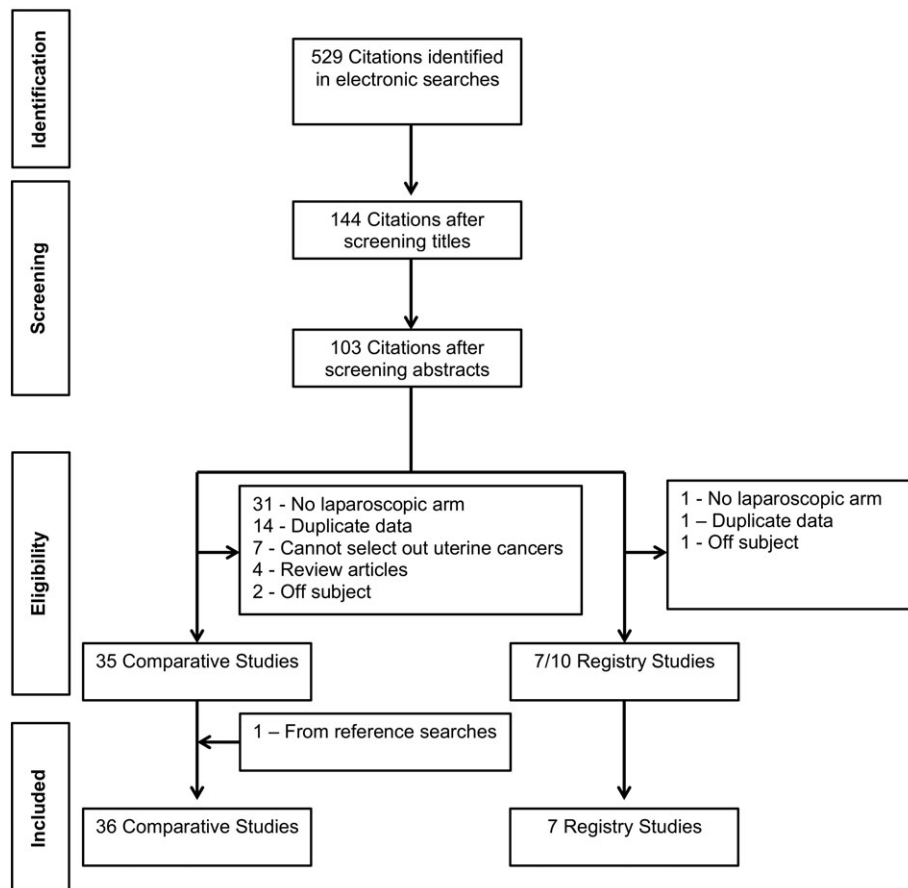 Identification
529 Citations identified
in electronic searches
Screening
144 Citations after
screening titles
103 Citations after
screening abstracts
Eligibility
31 - No laparoscopic arm
14 - Duplicate data
7 - Cannot select out uterine cancers
4 - Review articles
2 - Off subject
1 - No laparoscopic arm
1 – Duplicate data
1 - Off subject
35 Comparative Studies
7/10 Registry Studies
Included
1 – From reference searches
36 Comparative Studies
7 Registry Studies